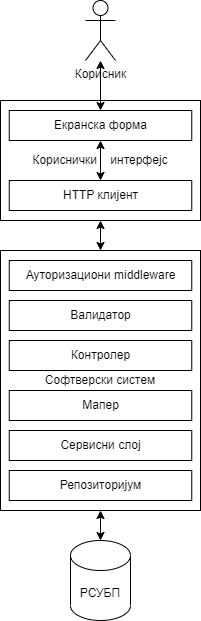 Корисник
Екранска форма
Кориснички интерфејс
HTTP клијент
Ауторизациони middleware
Валидатор
Контролер
Софтверски систем
Мапер
Сервисни слој
Репозиторијум
РСУБП